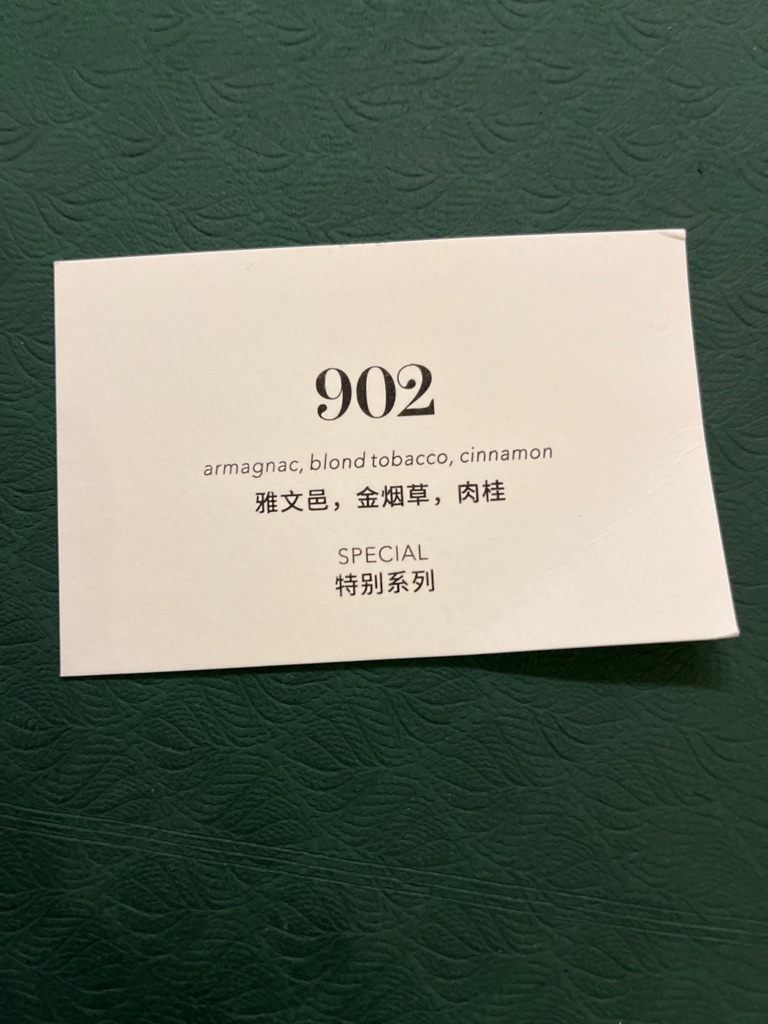 902
armagnac, blond tobacco, cinnamon
雅文邑，金烟草，肉桂
SPECIAL
特别系列